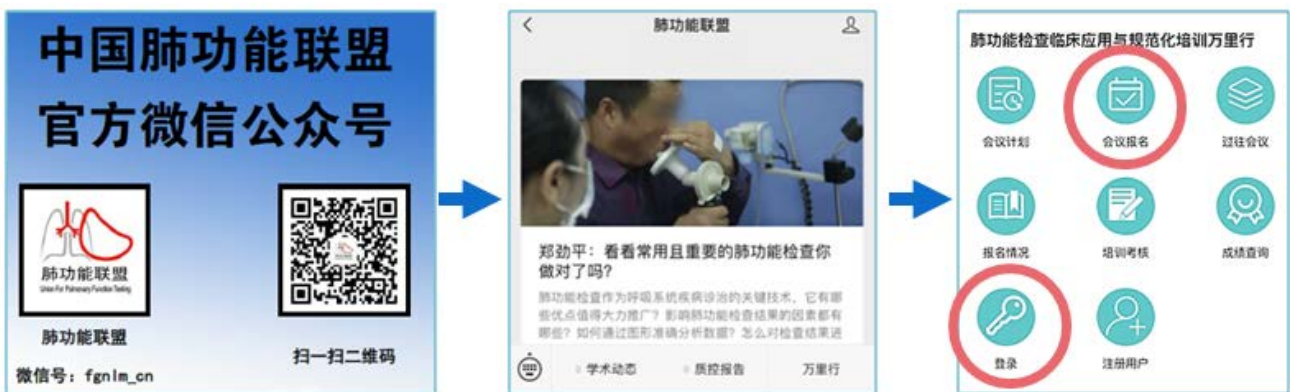 中国肺功能联盟
官方微信公众号
肺功能联盟
Union For Pulmonary Function Testing
肺功能联盟
微信号：fgnlm_cn
扫一扫二维码
肺功能联盟
郑劲平：看看常用且重要的肺功能检查你
做对了吗？
肺功能检查作为呼吸系统疾病诊治的关键技术，它有哪
些优点值得大力推广？影响肺功能检查结果的因素都有
哪些？如何通过图形准确分析数据？怎么对检查结果进
学术动态
质控报告
万里行
肺功能检查临床应用与规范化培训万里行
会议计划
会议报名
过往会议
报名情况
培训考核
成绩查询
登录
注册用户